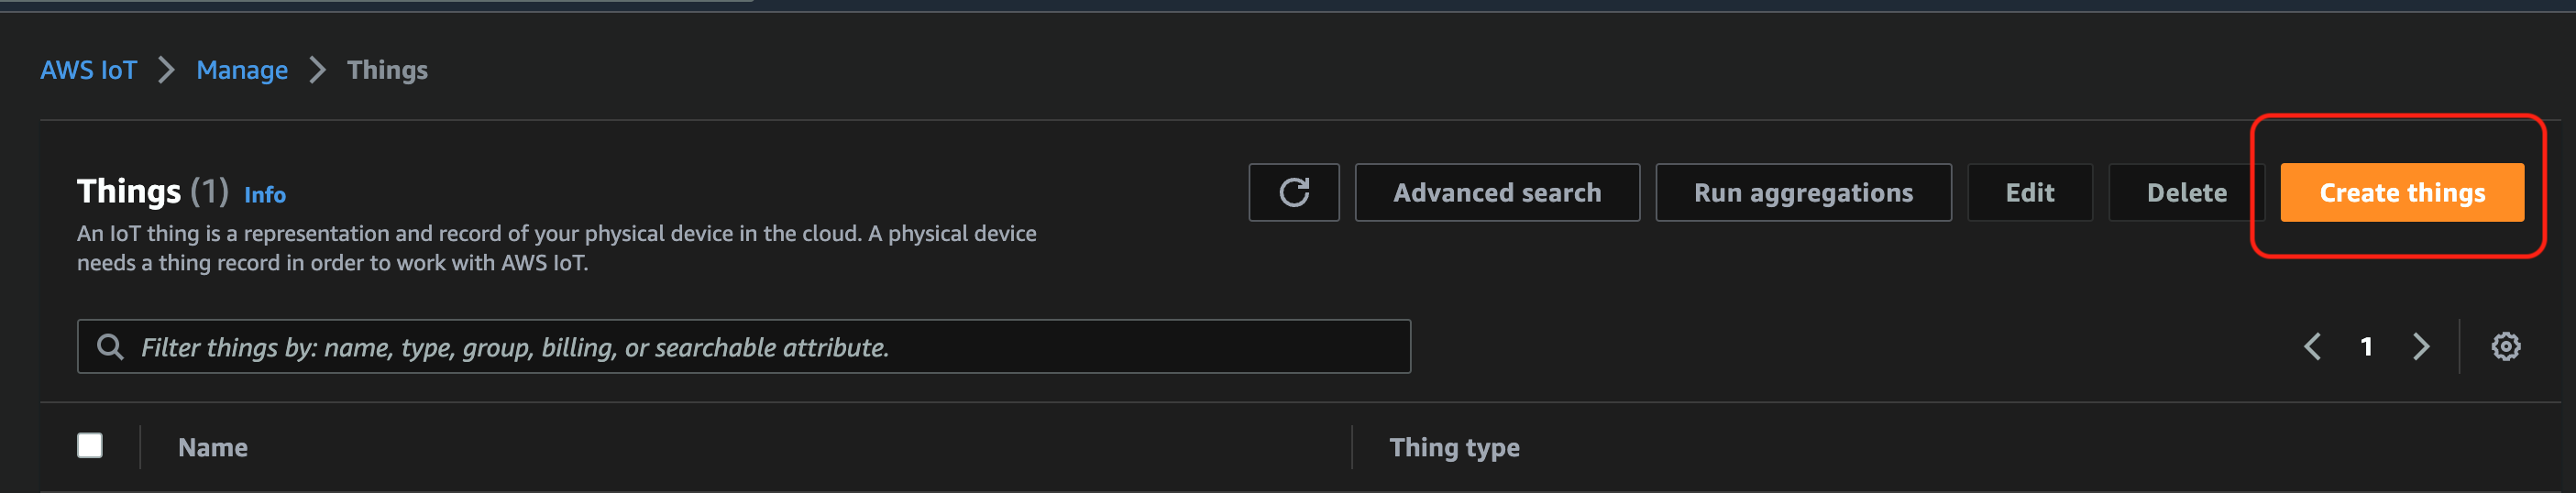 AWS IoT > Manage > Things
Things (1) Info
An IoT thing is a representation and record of your physical device in the cloud. A physical device
needs a thing record in order to work with AWS IoT.
Advanced search
Run aggregations
Edit
Delete
Create things
Filter things by: name, type, group, billing, or searchable attribute.
< 1 >
Name
Thing type